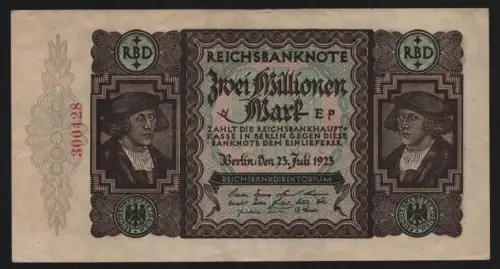 RBD
REICHSBANKNOTE
RBD
Zwei Millionen
Mark
EP
ZAHLT DIE REICHSBANKHAUPT-
KASSE IN BERLIN GEGEN DIESE
BANKNOTE DEM EINLIEFERER
Berlin, den 23. Juli 1923
REICHSBANKDIREKTORIUM
300428